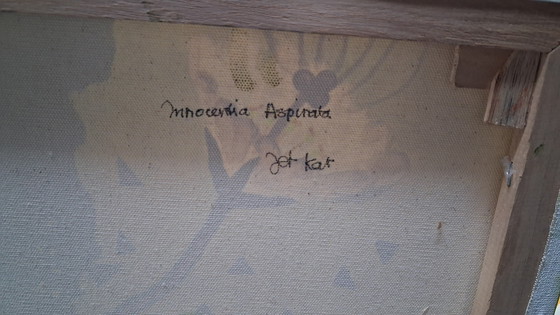 Innocentia Aspirata
Jet Kat